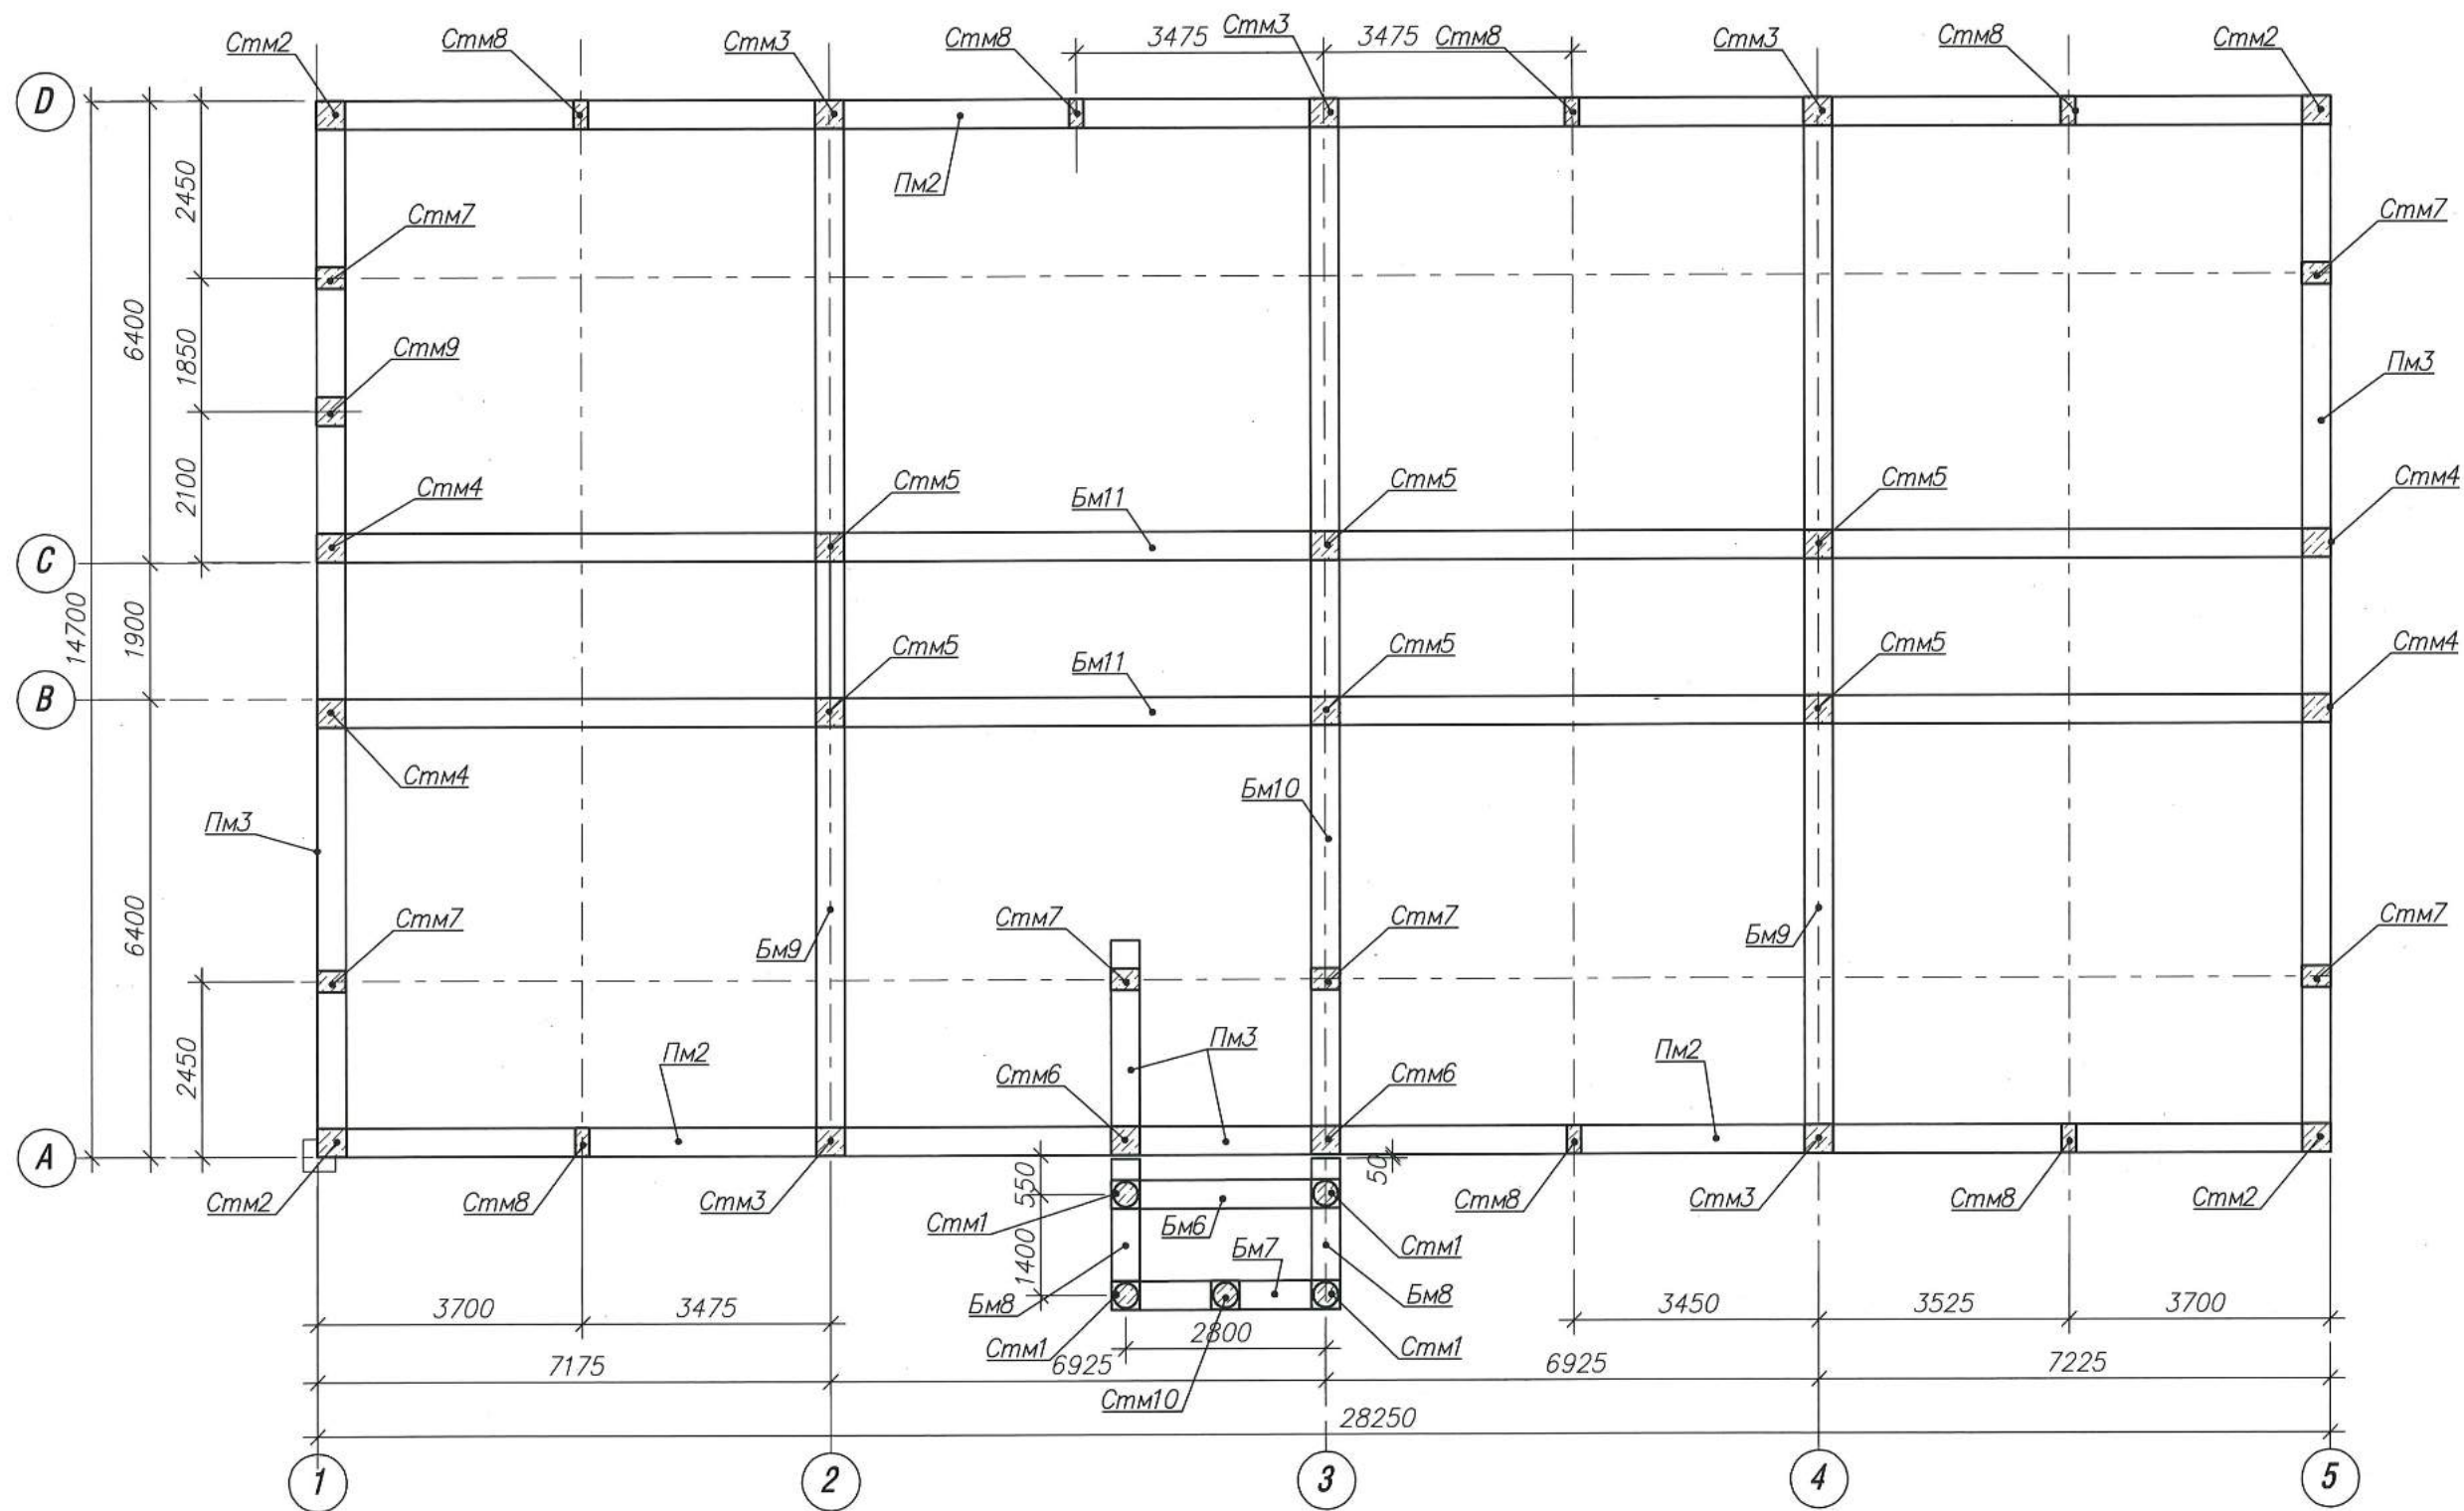 Стм2
Стм8
Стм3
Стм8
3475
Стм3
3475
Стм8
Стм3
Стм8
Стм2
D
2450
Пм2
Стм7
Стм7
6400
1850
Стм9
Пм3
2100
Стм4
Стм5
Бм11
Стм5
Стм5
Стм4
C
14700
1900
Стм5
Бм11
Стм5
Стм5
Стм4
B
Стм4
Бм10
Пм3
6400
Стм7
Бм9
Стм7
Стм7
Бм9
Стм7
2450
Пм2
Стм6
Пм3
Стм6
Пм2
A
550
50
Стм2
Стм8
Стм3
Стм1
Бм6
Стм8
Стм3
Стм8
Стм2
1400
Бм7
Стм1
Бм8
Бм8
3700
3475
2800
3450
3525
3700
Стм1
Стм1
7175
6925
6925
7225
Стм10
28250
1
2
3
4
5